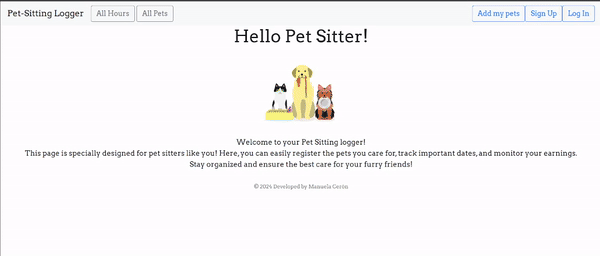 Pet-Sitting Logger All Hours All Pets Add my pets Sign Up Log In
Hello Pet Sitter!
Welcome to your Pet Sitting logger!
This page is specially designed for pet sitters like you! Here, you can easily register the pets you care for, track important dates, and monitor your earnings.
Stay organized and ensure the best care for your furry friends!
© 2024 Developed by Manuela Cerón